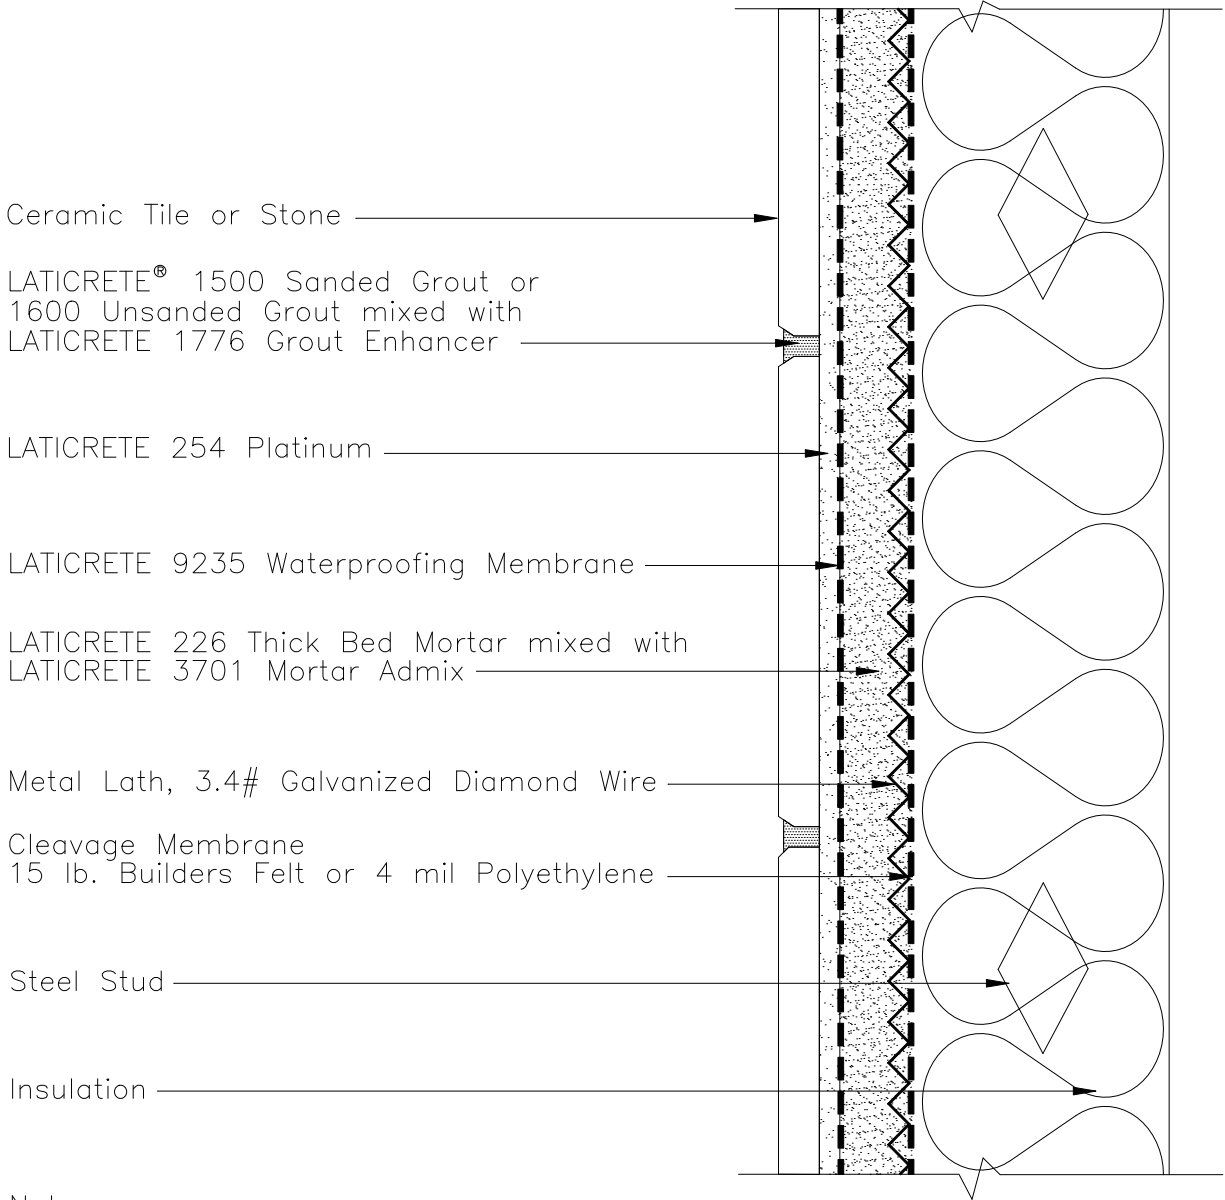 Ceramic Tile or Stone
LATICRETE® 1500 Sanded Grout or
1600 Unsanded Grout mixed with
LATICRETE 1776 Grout Enhancer
LATICRETE 254 Platinum
LATICRETE 9235 Waterproofing Membrane
LATICRETE 226 Thick Bed Mortar mixed with
LATICRETE 3701 Mortar Admix
Metal Lath, 3.4# Galvanized Diamond Wire
Cleavage Membrane
15 lb. Builders Felt or 4 mil Polyethylene
Steel Stud
Insulation